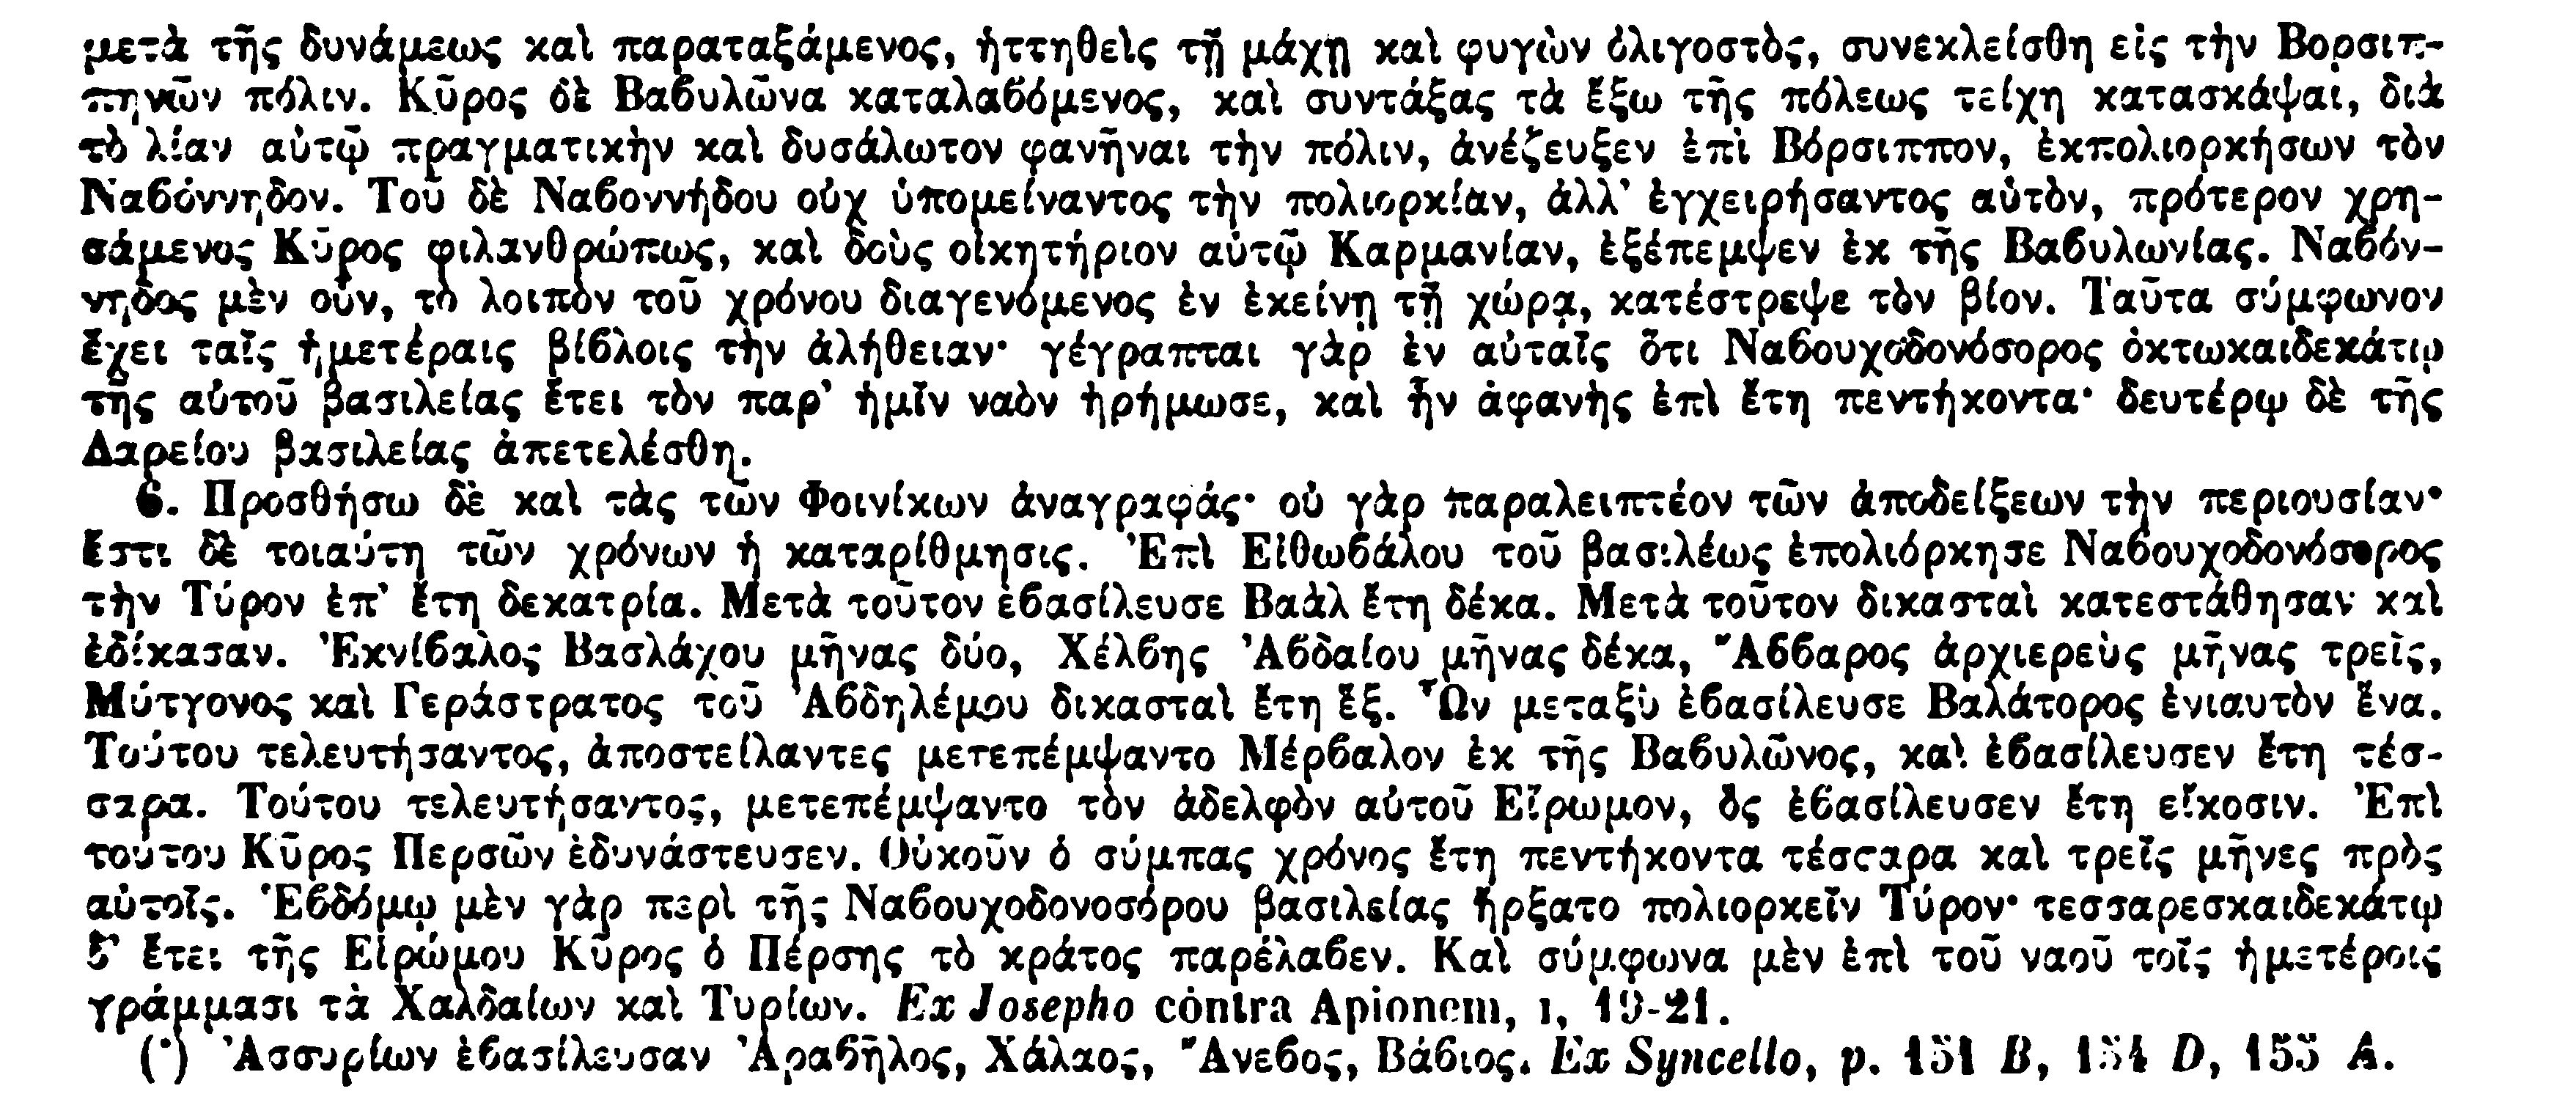 μετὰ τῆς δυνάμεως καὶ παραταξάμενος, ἡττηθεὶς τῇ μάχῃ καὶ φυγὼν ὀλιγοστὸς, συνεκλείσθη εἰς τὴν Βορσιπ-
πηνῶν πόλιν. Κῦρος δὲ Βαϐυλῶνα καταλαϐόμενος, καὶ συντάξας τὰ ἔξω τῆς πόλεως τείχη κατασκάψαι, διὰ
τὸ λίαν αὐτῷ πραγματικὴν καὶ δυσάλωτον φανῆναι τὴν πόλιν, ἀνέζευξεν ἐπὶ Βόρσιππον, ἐκπολιορκήσων τὸν
Ναϐόννηδον. Τοῦ δὲ Ναϐοννήδου οὐχ ὑπομείναντος τὴν πολιορκίαν, ἀλλ' ἐγχειρήσαντος αὐτὸν, πρότερον χρη-
σάμενος Κῦρος φιλανθρώπως, καὶ δοὺς οἰκητήριον αὐτῷ Καρμανίαν, ἐξέπεμψεν ἐκ τῆς Βαϐυλωνίας. Ναϐόν-
νηδος μὲν οὖν, τὸ λοιπὸν τοῦ χρόνου διαγενόμενος ἐν ἐκείνῃ τῇ χώρᾳ, κατέστρεψε τὸν βίον. Ταῦτα σύμφωνον
ἔχει ταῖς ἡμετέραις βίϐλοις τὴν ἀλήθειαν· γέγραπται γὰρ ἐν αὐταῖς ὅτι Ναϐουχοδονόσορος ὀκτωκαιδεκάτῳ
τῆς αὐτοῦ βασιλείας ἔτει τὸν παρ' ἡμῖν ναὸν ἠρήμωσε, καὶ ἦν ἀφανὴς ἐπὶ ἔτη πεντήκοντα· δευτέρῳ δὲ τῆς
Δαρείου βασιλείας ἀπετελέσθη.
6. Προσθήσω δὲ καὶ τὰς τῶν Φοινίκων ἀναγραφάς· οὐ γὰρ παραλειπτέον τῶν ἀποδείξεων τὴν περιουσίαν·
ἔστι δὲ τοιαύτη τῶν χρόνων ἡ καταρίθμησις. Ἐπὶ Εἰθωϐάλου τοῦ βασιλέως ἐπολιόρκησε Ναϐουχοδονόσορος
τὴν Τύρον ἐπ' ἔτη δεκατρία. Μετὰ τοῦτον ἐϐασίλευσε Βαὰλ ἔτη δέκα. Μετὰ τοῦτον δικασταὶ κατεστάθησαν καὶ
ἐδίκασαν. Ἐκνίϐαλος Βασλάχου μῆνας δύο, Χέλϐης Ἀϐδαίου μῆνας δέκα, Ἄϐϐαρος ἀρχιερεὺς μῆνας τρεῖς,
Μύτγονος καὶ Γεράστρατος τοῦ Ἀϐδηλέμου δικασταὶ ἔτη ἕξ. Ὧν μεταξὺ ἐϐασίλευσε Βαλάτορος ἐνιαυτὸν ἕνα.
Τούτου τελευτήσαντος, ἀποστείλαντες μετεπέμψαντο Μέρϐαλον ἐκ τῆς Βαϐυλῶνος, καὶ ἐϐασίλευσεν ἔτη τέσ-
σαρα. Τούτου τελευτήσαντος, μετεπέμψαντο τὸν ἀδελφὸν αὐτοῦ Εἴρωμον, ὃς ἐϐασίλευσεν ἔτη εἴκοσιν. Ἐπὶ
τούτου Κῦρος Περσῶν ἐδυνάστευσεν. Οὐκοῦν ὁ σύμπας χρόνος ἔτη πεντήκοντα τέσσαρα καὶ τρεῖς μῆνες πρὸς
αὐτοῖς. Ἑϐδόμῳ μὲν γὰρ περὶ τῆς Ναϐουχοδονοσόρου βασιλείας ἤρξατο πολιορκεῖν Τύρον· τεσσαρεσκαιδεκάτῳ
δ' ἔτει τῆς Εἰρώμου Κῦρος ὁ Πέρσης τὸ κράτος παρέλαϐεν. Καὶ σύμφωνα μὲν ἐπὶ τοῦ ναοῦ τοῖς ἡμετέροις
γράμμασι τὰ Χαλδαίων καὶ Τυρίων. Ex Josepho contra Apionem, I, 19-21.
(*) Ἀσσυρίων ἐϐασίλευσαν Ἀραϐῆλος, Χάλαος, Ἄνεϐος, Βάϐιος. Ex Syncello, p. 151 B, 154 D, 155 A.